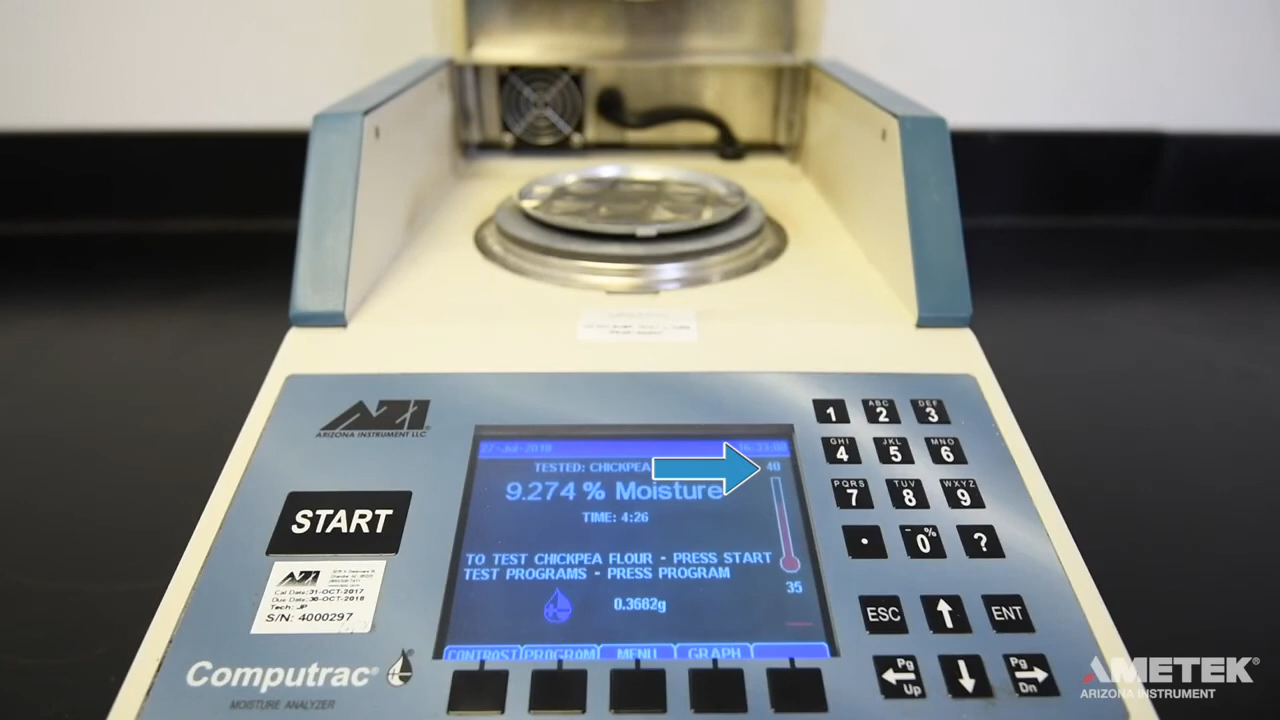 AZI
ARIZONA INSTRUMENT LLC
START
AZI
Cal Date: 31-OCT-2017
Due Date: 30-OCT-2018
Tech: JP
S/N: 4000297
Computrac®
MOISTURE ANALYZER
27-Jul-2018
TESTED: CHICKPEA
40
9.274 % Moisture
TIME: 4:26
TO TEST CHICKPEA FLOUR - PRESS START
TEST PROGRAMS - PRESS PROGRAM
35
0.3662g
CONTRAST PROGRAM MENU GRAPH
1 ABC 2 DEF 3
GHI 4 JKL 5 MNO 6
PQRS 7 TUV 8 WXYZ 9
. - 0 % ?
ESC ↑ ENT
Pg ← Up ↓ Pg → Dn
AMETEK®
ARIZONA INSTRUMENT